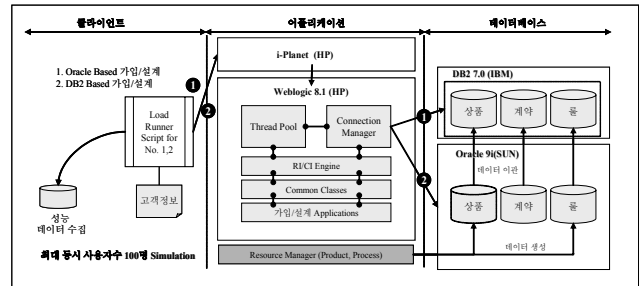 클라이언트
어플리케이션
데이터베이스
1. Oracle Based 가입/설계
2. DB2 Based 가입/설계
1
2
Load
Runner
Script for
No. 1,2
고객정보
성능
데이터 수집
최대 동시 사용자수 100명 Simulation
i-Planet (HP)
Weblogic 8.1 (HP)
Thread Pool
Connection
Manager
RI/CI Engine
Common Classes
가입/설계 Applications
Resource Manager (Product, Process)
1
2
DB2 7.0 (IBM)
상품
계약
룰
Oracle 9i(SUN)
데이터 이관
상품
계약
룰
데이터 생성